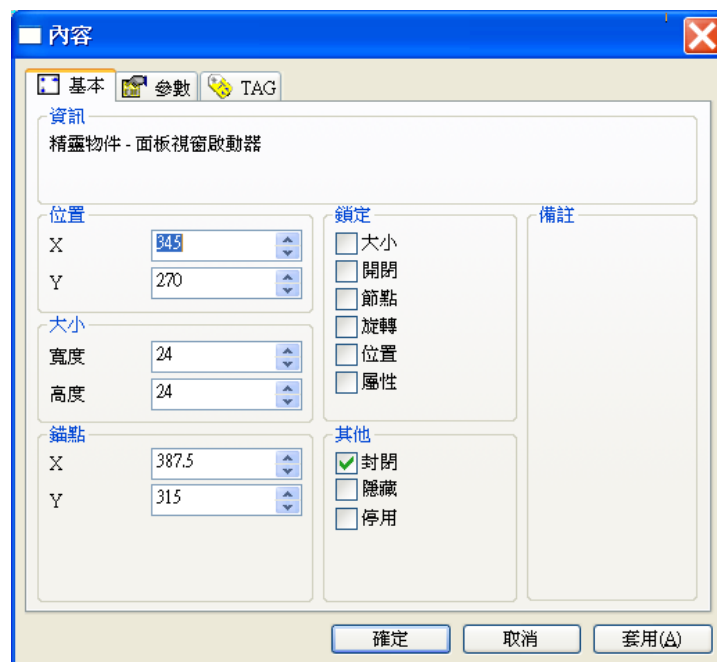 內容
基本 參數 TAG
資訊
精靈物件 - 面板視窗啟動器
位置
X 345
Y 270
大小
寬度 24
高度 24
錨點
X 387.5
Y 315
鎖定
大小
開閉
節點
旋轉
位置
屬性
其他
封閉
隱藏
停用
備註
確定 取消 套用(A)